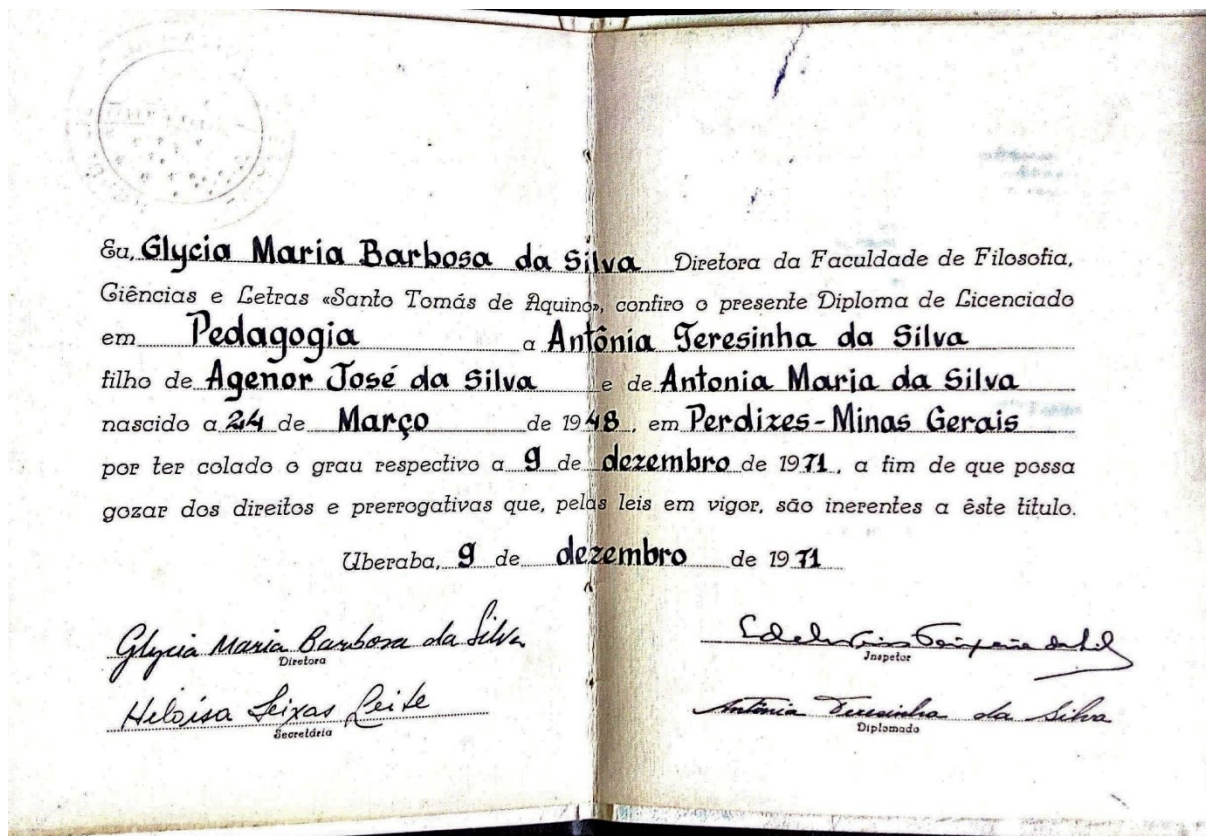 Eu, Glycia Maria Barbosa da Silva Diretora da Faculdade de Filosofia,
Ciências e Letras «Santo Tomás de Aquino», confiro o presente Diploma de Licenciado
em Pedagogia a Antônia Teresinha da Silva
filho de Agenor José da Silva e de Antonia Maria da Silva
nascido a 24 de Março de 1948, em Perdizes-Minas Gerais
por ter colado o grau respectivo a 9 de dezembro de 1971, a fim de que possa
gozar dos direitos e prerrogativas que, pelas leis em vigor, são inerentes a êste título.
Uberaba, 9 de dezembro de 1971
Glycia Maria Barbosa da Silva
Diretora
Inspetor
Heloisa Seixas Leite
Secretária
Antônia Teresinha da Silva
Diplomado